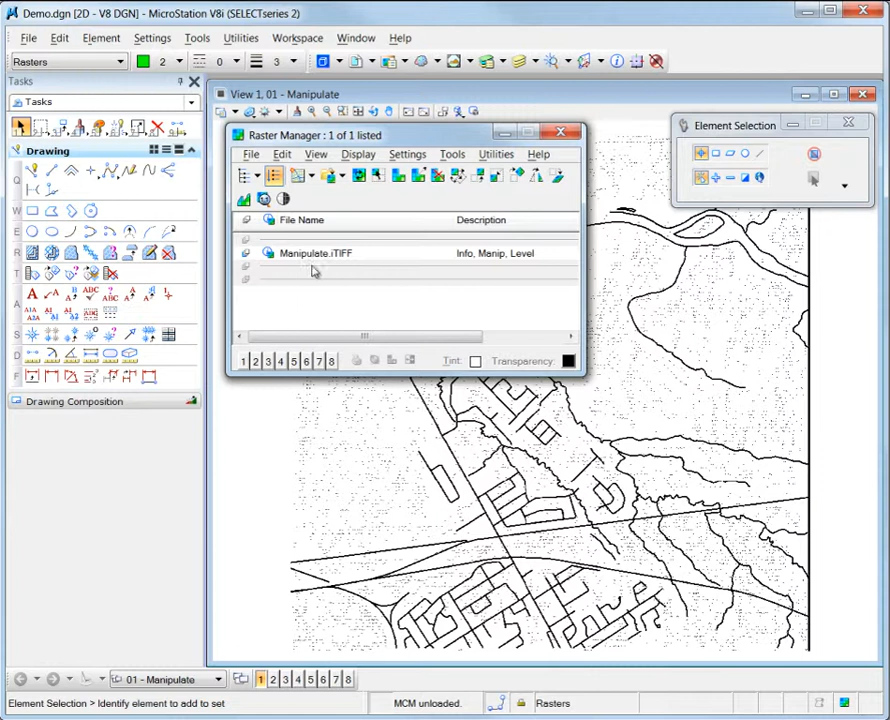 Demo.dgn [2D - V8 DGN] - MicroStation V8i (SELECTseries 2)
File Edit Element Settings Tools Utilities Workspace Window Help
Rasters 2 0 3
Tasks
Tasks
Drawing
Q
W
E
R
T
A
S
D
F
Drawing Composition
View 1, 01 - Manipulate
Raster Manager : 1 of 1 listed
File Edit View Display Settings Tools Utilities Help
File Name Description
Manipulate.iTIFF Info, Manip, Level
1 2 3 4 5 6 7 8 Tint: Transparency:
Element Selection
01 - Manipulate 1 2 3 4 5 6 7 8
Element Selection > Identify element to add to set MCM unloaded. Rasters